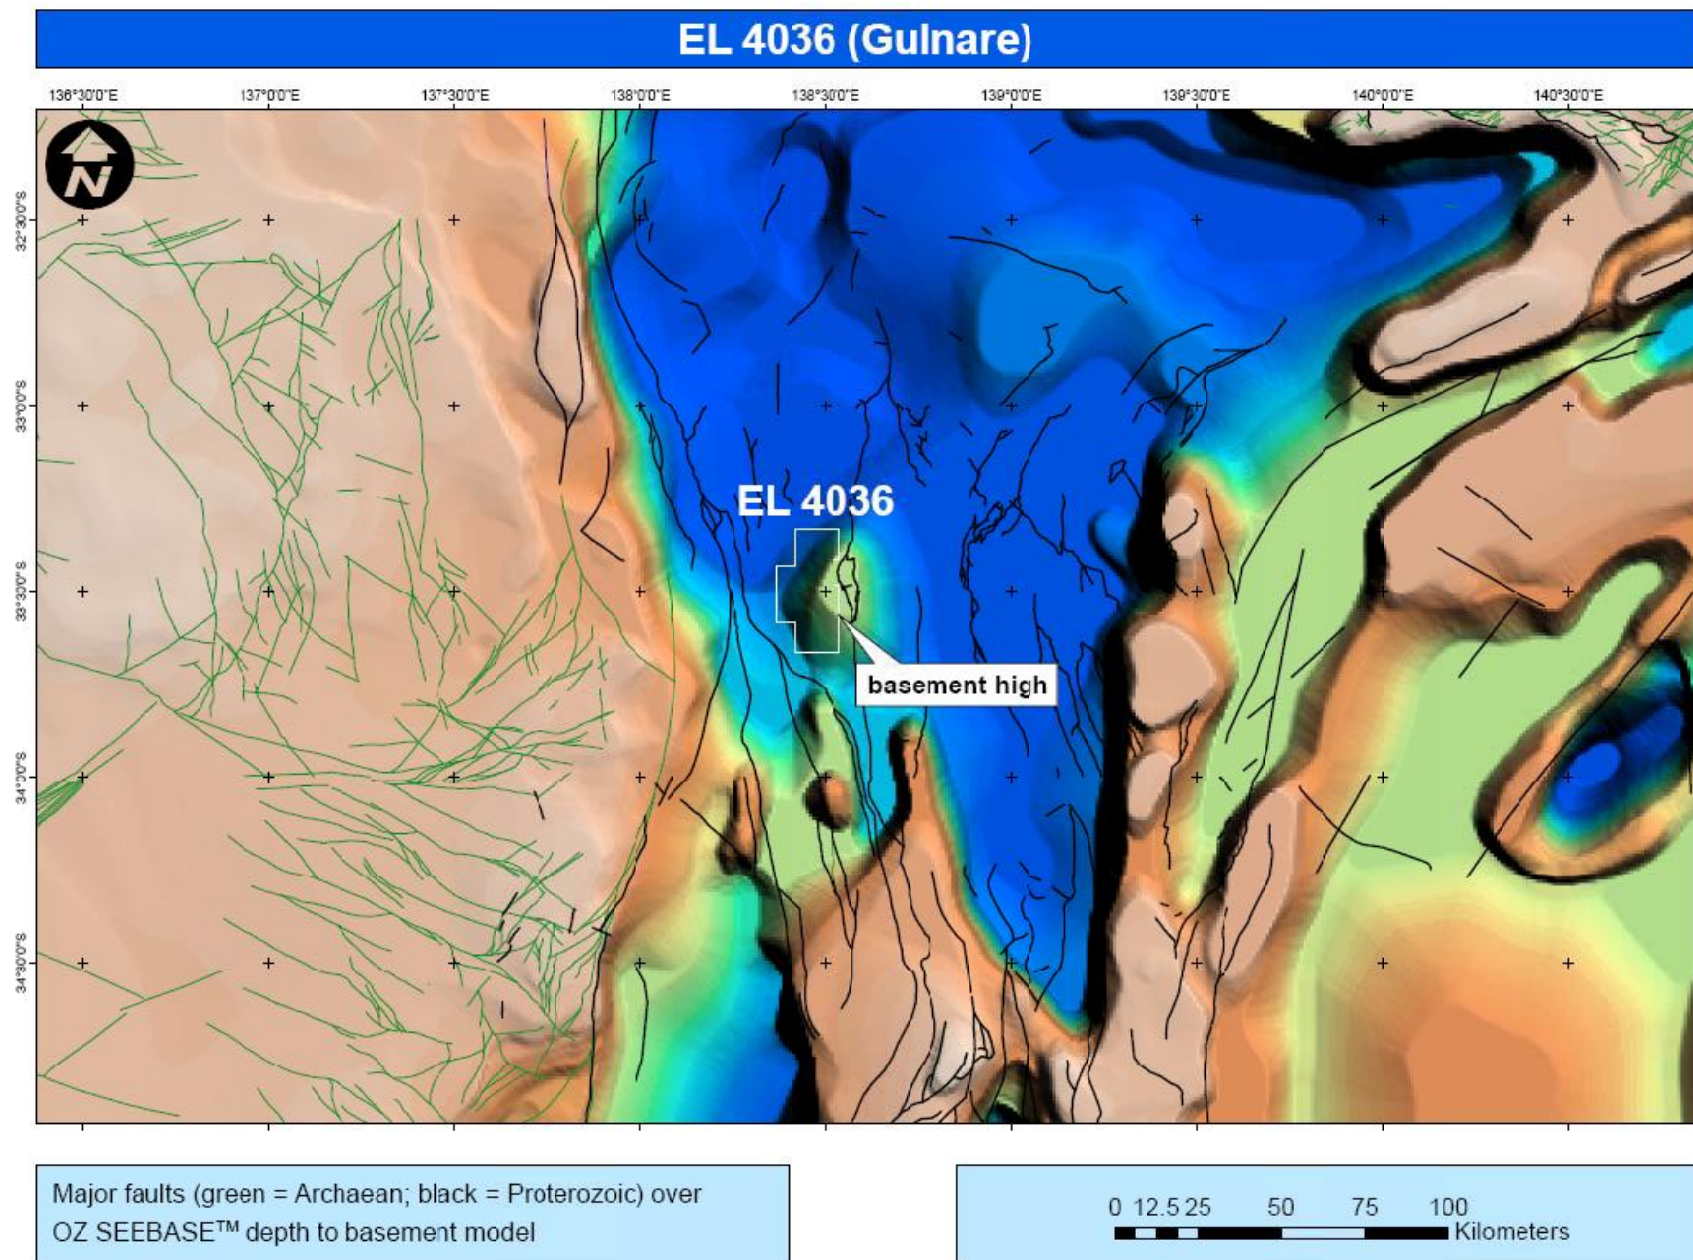 EL 4036 (Gulnare)
136°30'0"E 137°0'0"E 137°30'0"E 138°0'0"E 138°30'0"E 139°0'0"E 139°30'0"E 140°0'0"E 140°30'0"E
N
32°30'0"S
33°0'0"S
EL 4036
33°30'0"S
basement high
34°0'0"S
34°30'0"S
Major faults (green = Archaean; black = Proterozoic) over
OZ SEEBASE™ depth to basement model
0 12.5 25 50 75 100
Kilometers